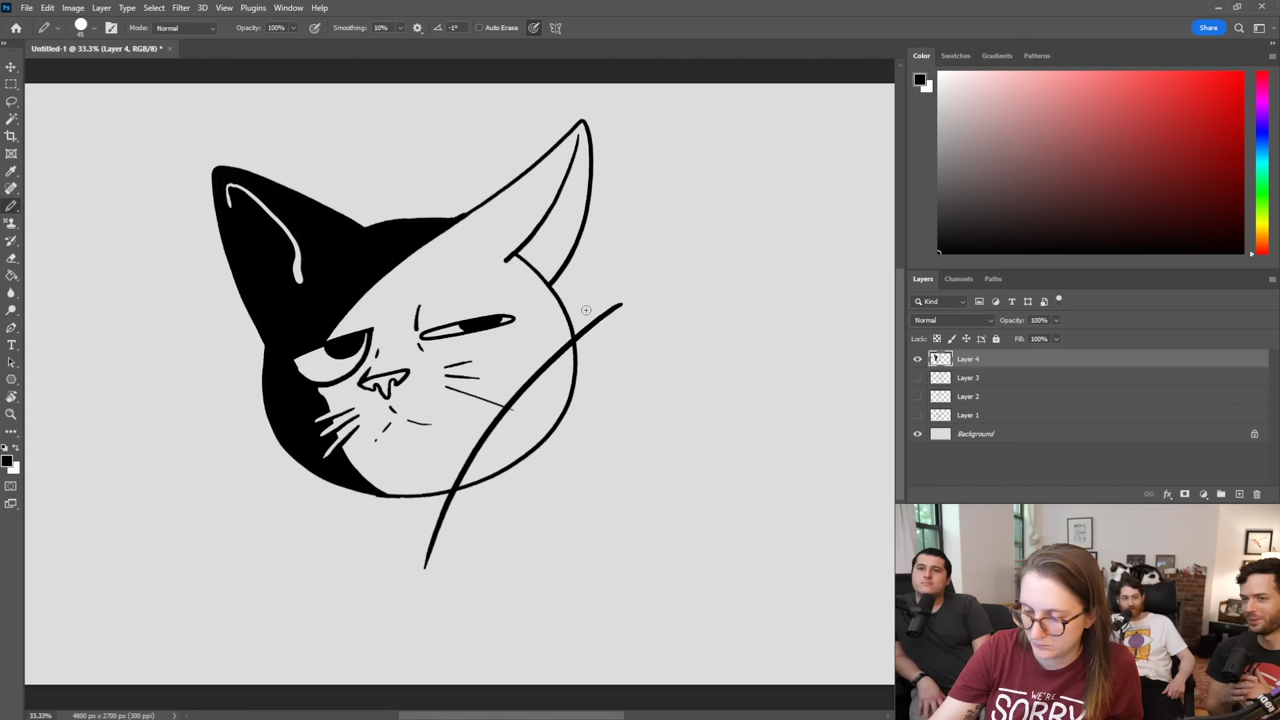 Ps File Edit Image Layer Type Select Filter 3D View Plugins Window Help
45 Mode: Normal Opacity: 100% Smoothing: 10% -1° Auto Erase Share
Untitled-1 @ 33.3% (Layer 4, RGB/8) * ×
Color Swatches Gradients Patterns
Layers Channels Paths
Kind
Normal Opacity: 100%
Lock: Fill: 100%
Layer 4
Layer 3
Layer 2
Layer 1
Background
WE'RE
SORRY
33.33% 4800 px x 2700 px (300 ppi)